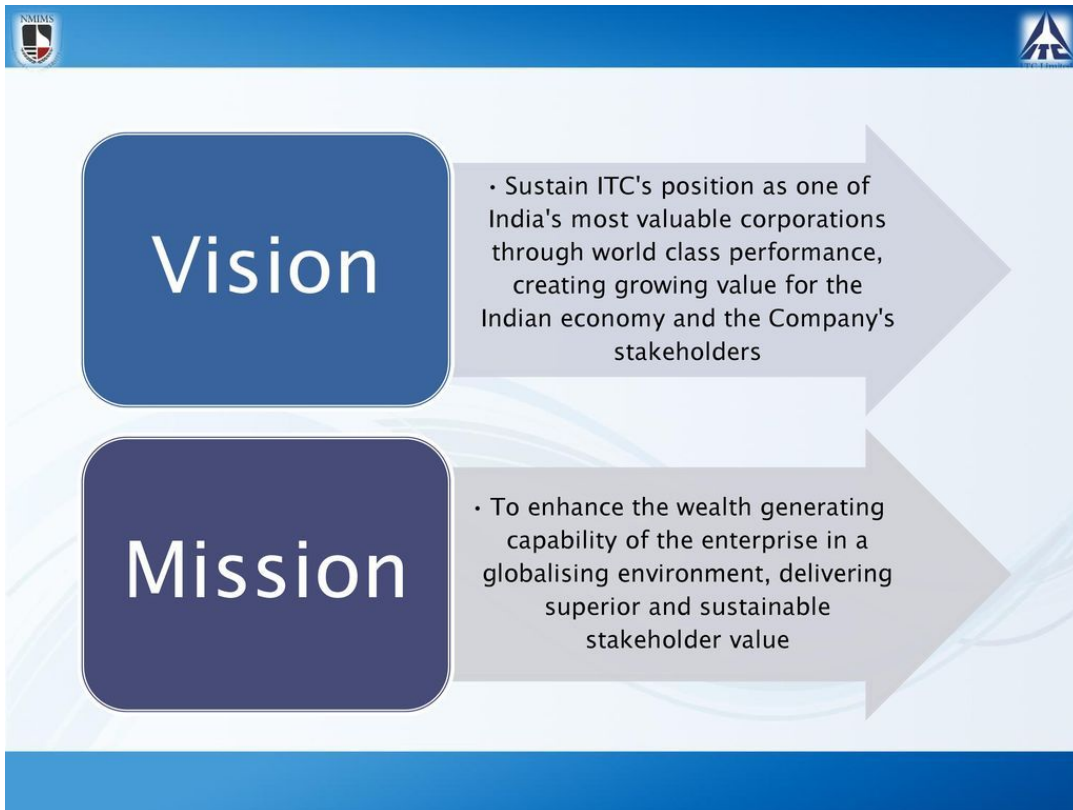 NMIMS
ITC
ITC Limited
Vision
• Sustain ITC's position as one of
India's most valuable corporations
through world class performance,
creating growing value for the
Indian economy and the Company's
stakeholders
Mission
• To enhance the wealth generating
capability of the enterprise in a
globalising environment, delivering
superior and sustainable
stakeholder value